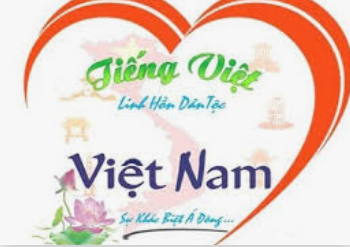 Tiếng Việt
Linh Hồn Dân Tộc
Việt Nam
Sự Khác Biệt Á Đông...